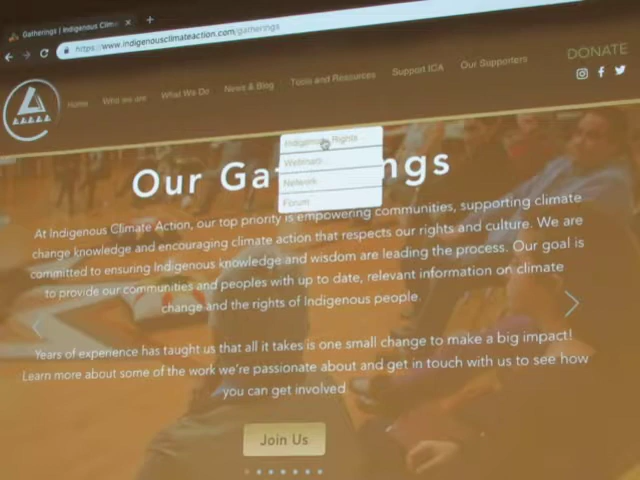 Gatherings | Indigenous Clim
https://www.indigenousclimateaction.com/gatherings
DONATE
Home Who we are What We Do News & Blog Tools and Resources Support ICA Our Supporters
Indigenous Rights
Webinars
Network
Forum
Our Ga ngs
At Indigenous Climate Action, our top priority is empowering communities, supporting climate
change knowledge and encouraging climate action that respects our rights and culture. We are
committed to ensuring Indigenous knowledge and wisdom are leading the process. Our goal is
to provide our communities and peoples with up to date, relevant information on climate
change and the rights of Indigenous people.
Years of experience has taught us that all it takes is one small change to make a big impact!
Learn more about some of the work we're passionate about and get in touch with us to see how
you can get involved
Join Us